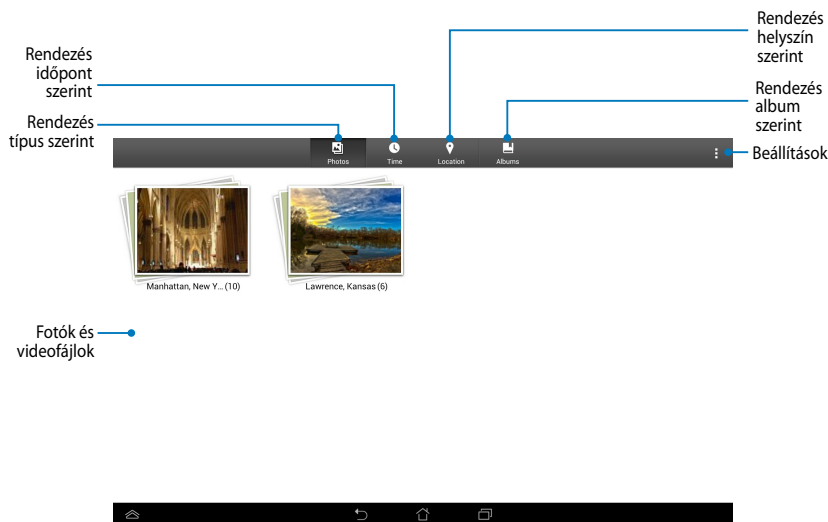 Rendezés
helyszín
szerint
Rendezés
időpont
szerint
Rendezés
album
szerint
Rendezés
típus szerint
Beállítások
Photos
Time
Location
Albums
Manhattan, New Y... (10)
Lawrence, Kansas (6)
Fotók és
videofájlok